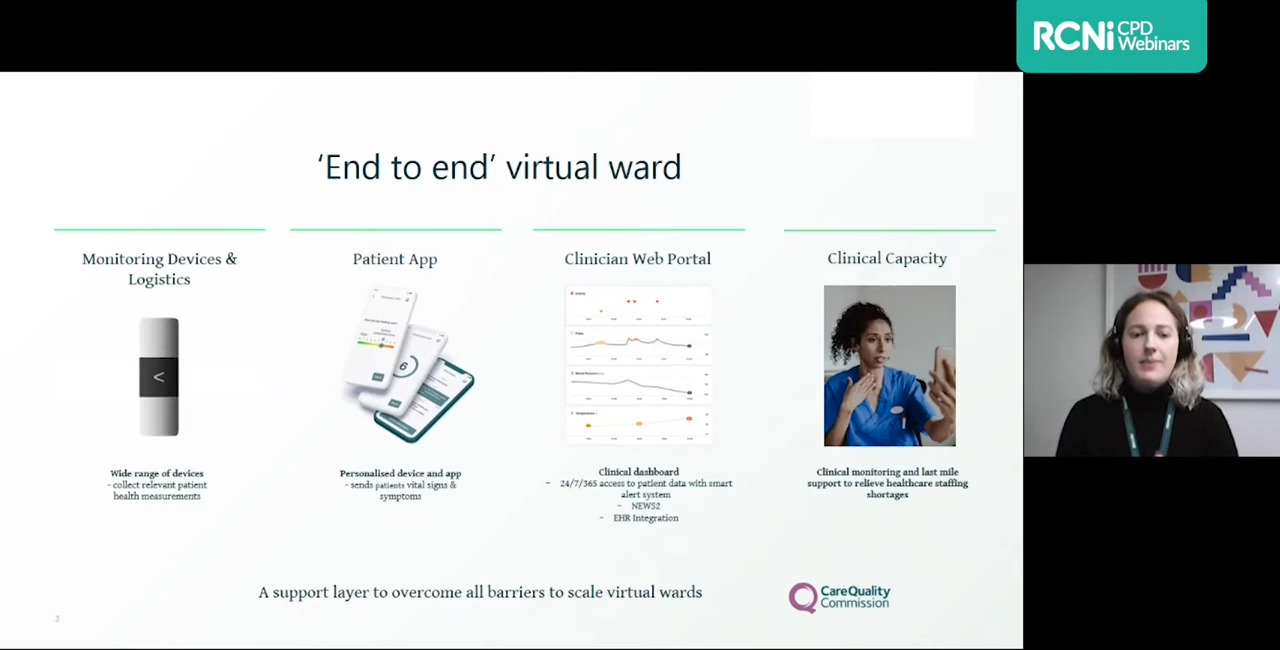 RCNi CPD
Webinars
'End to end' virtual ward
Monitoring Devices &
Logistics
Patient App
Clinician Web Portal
Clinical Capacity
<
6
Wide range of devices
- collect relevant patient
health measurements
Personalised device and app
- sends patients vital signs &
symptoms
Clinical dashboard
- 24/7/365 access to patient data with smart
alert system
- NEWS2
- EHR Integration
Clinical monitoring and last mile
support to relieve healthcare staffing
shortages
A support layer to overcome all barriers to scale virtual wards
CareQuality
Commission
3